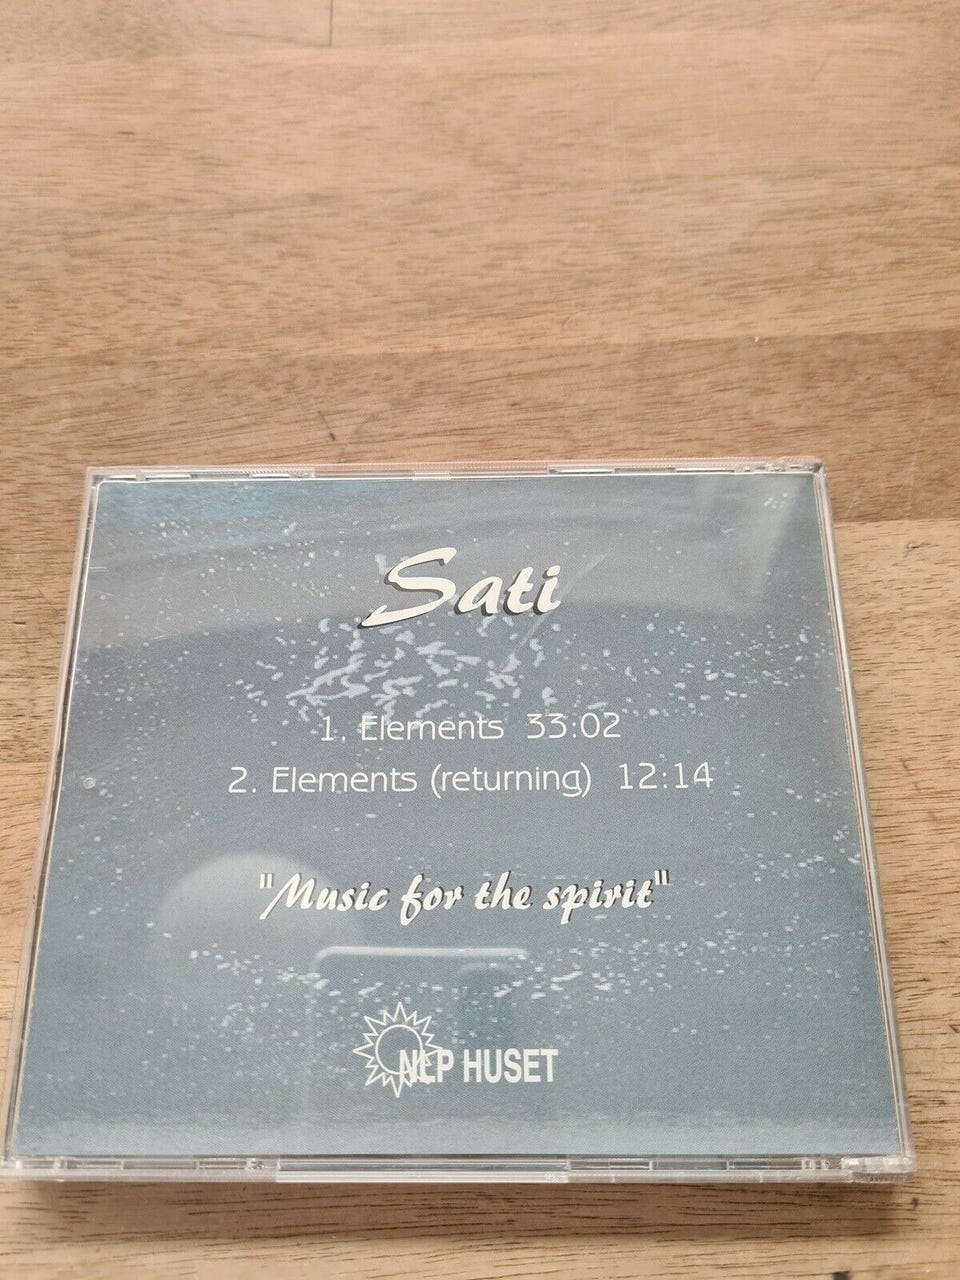 Sati
1. Elements 33:02
2. Elements (returning) 12:14
"Music for the spirit"
NLP HUSET